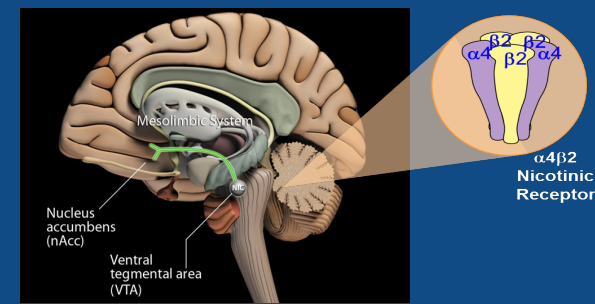 Mesolimbic System
NIC
Nucleus
accumbens
(nAcc)
Ventral
tegmental area
(VTA)
β2 β2
α4 β2 α4
α4β2
Nicotinic
Receptor